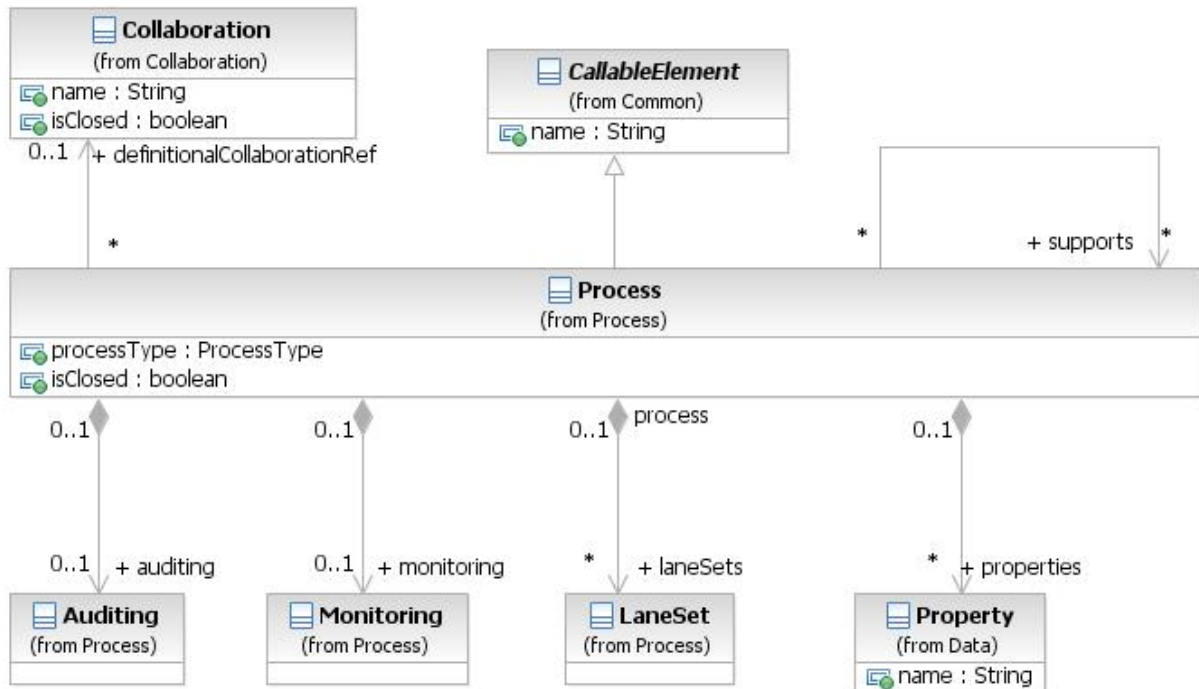 Collaboration
(from Collaboration)
name : String
isClosed : boolean
CallableElement
(from Common)
name : String
0..1 + definitionalCollaborationRef
*
*
+ supports
*
Process
(from Process)
processType : ProcessType
isClosed : boolean
0..1
0..1
0..1
process
0..1
0..1
+ auditing
0..1
+ monitoring
*
+ laneSets
*
+ properties
Auditing
(from Process)
Monitoring
(from Process)
LaneSet
(from Process)
Property
(from Data)
name : String